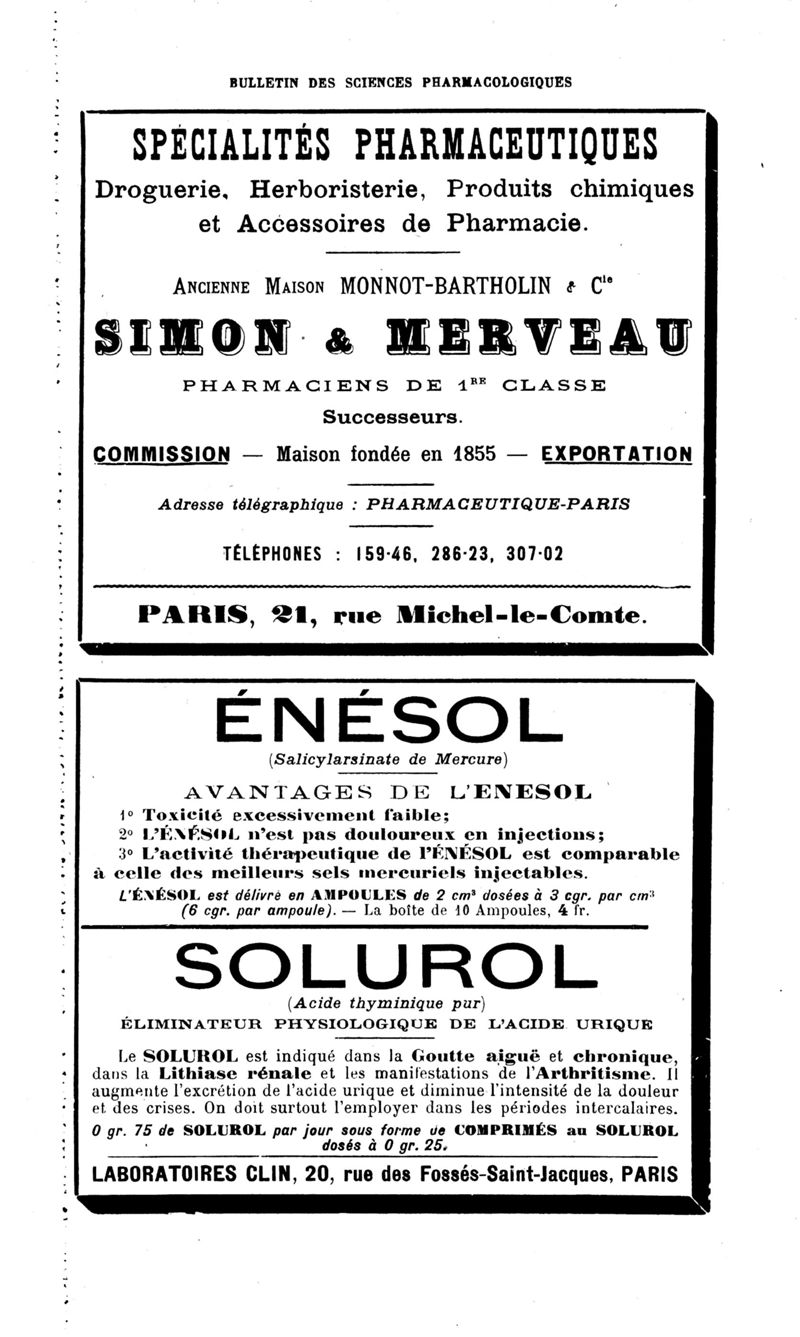 BULLETIN DES SCIENCES PHARMACOLOGIQUES
SPÉCIALITÉS PHARMACEUTIQUES
Droguerie, Herboristerie, Produits chimiques
et Accessoires de Pharmacie.
ANCIENNE MAISON MONNOT-BARTHOLIN & Cie
SIMON & MERVEAU
PHARMACIENS DE 1RE CLASSE
Successeurs.
COMMISSION — Maison fondée en 1855 — EXPORTATION
Adresse télégraphique : PHARMACEUTIQUE-PARIS
TÉLÉPHONES : 159-46, 286-23, 307-02
PARIS, 21, rue Michel-le-Comte.
ÉNÉSOL
(Salicylarsinate de Mercure)
AVANTAGES DE L'ENESOL
1º Toxicité excessivement faible;
2º L'ÉNÉSOL n'est pas douloureux en injections;
3º L'activité thérapeutique de l'ÉNÉSOL est comparable
à celle des meilleurs sels mercuriels injectables.
L'ÉNÉSOL est délivré en AMPOULES de 2 cm³ dosées à 3 cgr. par cm³
(6 cgr. par ampoule). — La boîte de 10 Ampoules, 4 fr.
SOLUROL
(Acide thyminique pur)
ÉLIMINATEUR PHYSIOLOGIQUE DE L'ACIDE URIQUE
Le SOLUROL est indiqué dans la Goutte aiguë et chronique,
dans la Lithiase rénale et les manifestations de l'Arthritisme. Il
augmente l'excrétion de l'acide urique et diminue l'intensité de la douleur
et des crises. On doit surtout l'employer dans les périodes intercalaires.
0 gr. 75 de SOLUROL par jour sous forme de COMPRIMÉS au SOLUROL
dosés à 0 gr. 25.
LABORATOIRES CLIN, 20, rue des Fossés-Saint-Jacques, PARIS